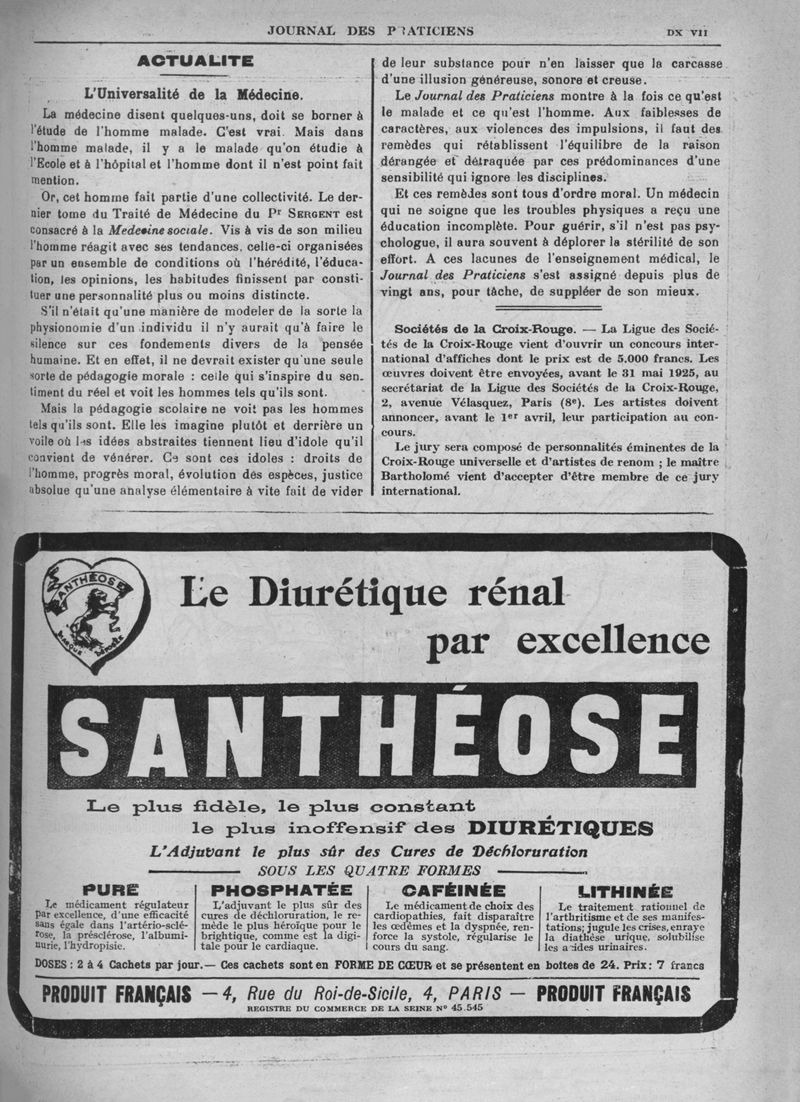 JOURNAL DES PRATICIENS DX VII
ACTUALITE
L'Universalité de la Médecine.
La médecine disent quelques-uns, doit se borner à
l'étude de l'homme malade. C'est vrai. Mais dans
l'homme malade, il y a le malade qu'on étudie à
l'Ecole et à l'hôpital et l'homme dont il n'est point fait
mention.
Or, cet homme fait partie d'une collectivité. Le der-
nier tome du Traité de Médecine du Pr SERGENT est
consacré à la Medecine sociale. Vis à vis de son milieu
l'homme réagit avec ses tendances, celle-ci organisées
par un ensemble de conditions où l'hérédité, l'éduca-
tion, les opinions, les habitudes finissent par consti-
tuer une personnalité plus ou moins distincte.
S'il n'était qu'une manière de modeler de la sorte la
physionomie d'un individu il n'y aurait qu'à faire le
silence sur ces fondements divers de la pensée
humaine. Et en effet, il ne devrait exister qu'une seule
sorte de pédagogie morale : celle qui s'inspire du sen-
timent du réel et voit les hommes tels qu'ils sont.
Mais la pédagogie scolaire ne voit pas les hommes
tels qu'ils sont. Elle les imagine plutôt et derrière un
voile où les idées abstraites tiennent lieu d'idole qu'il
convient de vénérer. Ce sont ces idoles : droits de
l'homme, progrès moral, évolution des espèces, justice
absolue qu'une analyse élémentaire à vite fait de vider
de leur substance pour n'en laisser que la carcasse
d'une illusion généreuse, sonore et creuse.
Le Journal des Praticiens montre à la fois ce qu'est
le malade et ce qu'est l'homme. Aux faiblesses de
caractères, aux violences des impulsions, il faut des
remèdes qui rétablissent l'équilibre de la raison
dérangée et détraquée par ces prédominances d'une
sensibilité qui ignore les disciplines.
Et ces remèdes sont tous d'ordre moral. Un médecin
qui ne soigne que les troubles physiques a reçu une
éducation incomplète. Pour guérir, s'il n'est pas psy-
chologue, il aura souvent à déplorer la stérilité de son
effort. A ces lacunes de l'enseignement médical, le
Journal des Praticiens s'est assigné depuis plus de
vingt ans, pour tâche, de suppléer de son mieux.
Sociétés de la Croix-Rouge. — La Ligue des Socié-
tés de la Croix-Rouge vient d'ouvrir un concours inter-
national d'affiches dont le prix est de 5.000 francs. Les
œuvres doivent être envoyées, avant le 31 mai 1925, au
secrétariat de la Ligue des Sociétés de la Croix-Rouge,
2, avenue Vélasquez, Paris (8e). Les artistes doivent
annoncer, avant le 1er avril, leur participation au con-
cours.
Le jury sera composé de personnalités éminentes de la
Croix-Rouge universelle et d'artistes de renom ; le maître
Bartholomé vient d'accepter d'être membre de ce jury
international.
SANTHÉOSE
MARQUE DÉPOSÉE
Le Diurétique rénal
par excellence
SANTHÉOSE
Le plus fidèle, le plus constant
le plus inoffensif des DIURÉTIQUES
L'Adjuvant le plus sûr des Cures de Déchloruration
SOUS LES QUATRE FORMES
PURE
Le médicament régulateur
par excellence, d'une efficacité
sans égale dans l'artério-sclé-
rose, la présclérose, l'albumi-
nurie, l'hydropisie.
PHOSPHATÉE
L'adjuvant le plus sûr des
cures de déchloruration, le re-
mède le plus héroïque pour le
brightique, comme est la digi-
tale pour le cardiaque.
CAFÉINÉE
Le médicament de choix des
cardiopathies, fait disparaître
les œdèmes et la dyspnée, ren-
force la systole, régularise le
cours du sang.
LITHINÉE
Le traitement rationnel de
l'arthritisme et de ses manifes-
tations; jugule les crises, enraye
la diathèse urique, solubilise
les acides urinaires.
DOSES : 2 à 4 Cachets par jour. — Ces cachets sont en FORME DE CŒUR et se présentent en boîtes de 24. Prix: 7 francs
PRODUIT FRANÇAIS — 4, Rue du Roi-de-Sicile, 4, PARIS — PRODUIT FRANÇAIS
REGISTRE DU COMMERCE DE LA SEINE N° 45.545